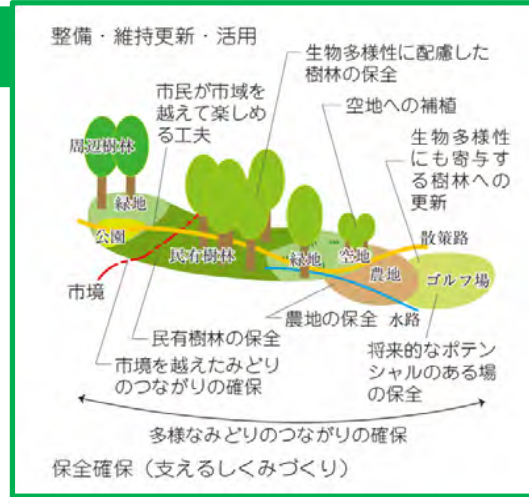 整備・維持更新・活用
生物多様性に配慮した
樹林の保全
市民が市域を
越えて楽しめ
る工夫
空地への補植
生物多様性
にも寄与す
る樹林への
更新
周辺樹林
緑地
公園
民有樹林
緑地
空地
散策路
農地
ゴルフ場
市境
民有樹林の保全
農地の保全
水路
市境を越えたみどり
のつながりの確保
将来的なポテン
シャルのある場
の保全
多様なみどりのつながりの確保
保全確保（支えるしくみづくり）